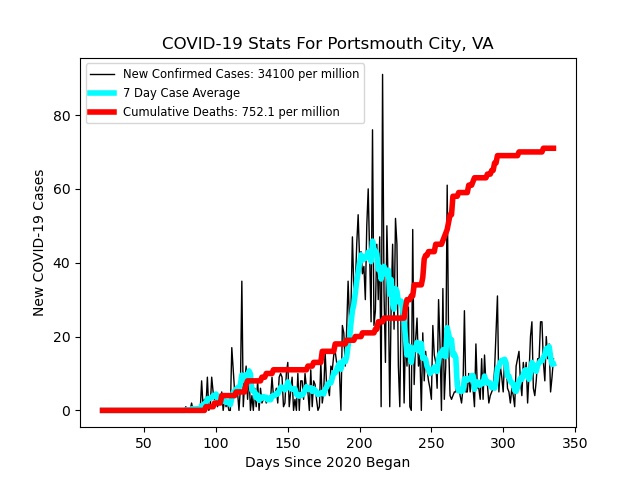 COVID-19 Stats For Portsmouth City, VA
New Confirmed Cases: 34100 per million
7 Day Case Average
Cumulative Deaths: 752.1 per million
New COVID-19 Cases
80
60
40
20
0
50 100 150 200 250 300 350
Days Since 2020 Began